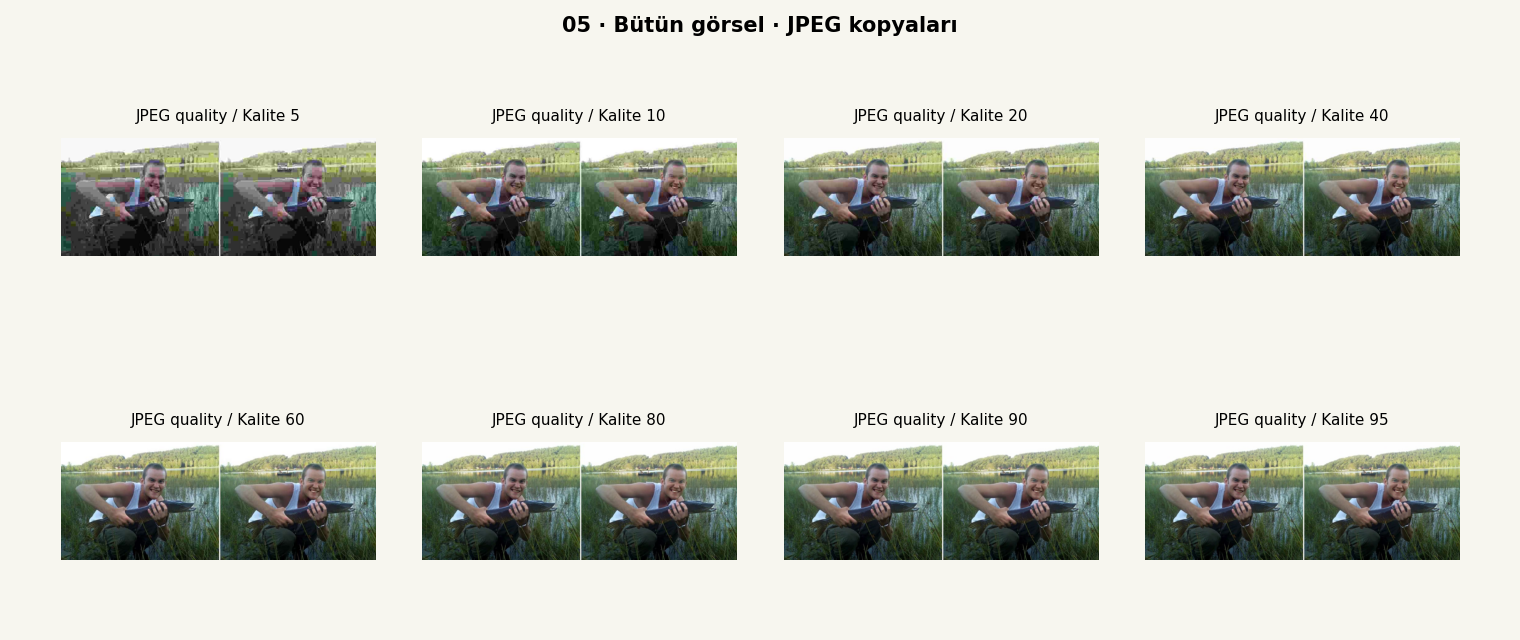 05 · Bütün görsel · JPEG kopyaları
JPEG quality / Kalite 5
JPEG quality / Kalite 10
JPEG quality / Kalite 20
JPEG quality / Kalite 40
JPEG quality / Kalite 60
JPEG quality / Kalite 80
JPEG quality / Kalite 90
JPEG quality / Kalite 95